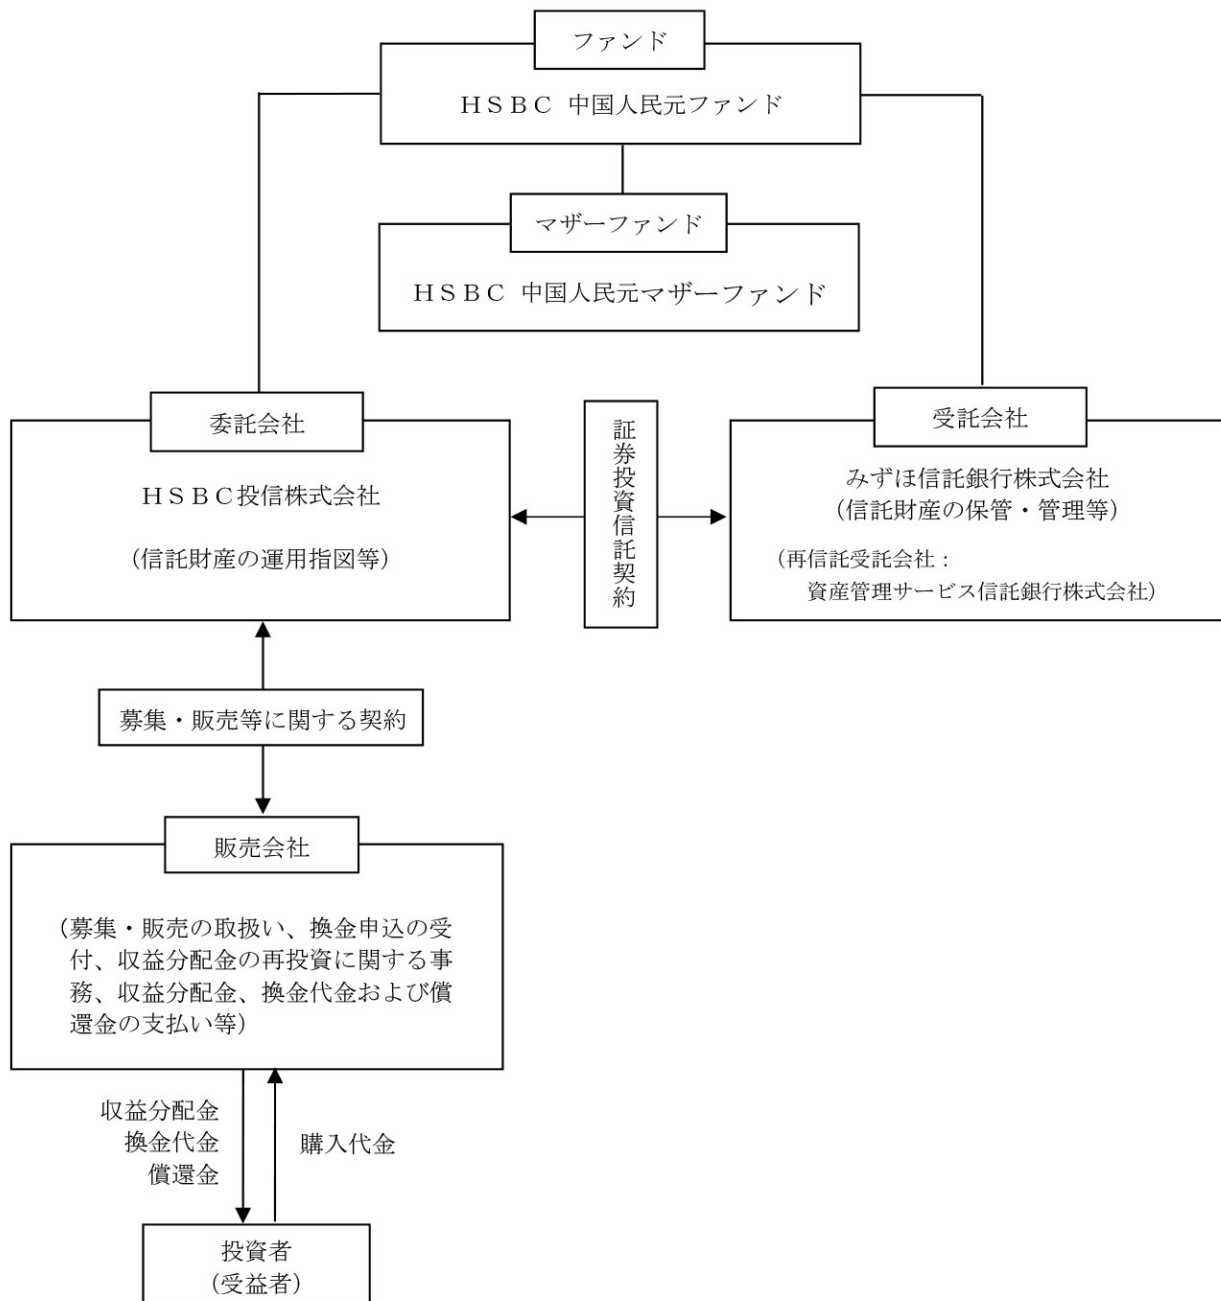 ファンド
ＨＳＢＣ 中国人民元ファンド
マザーファンド
ＨＳＢＣ 中国人民元マザーファンド
委託会社
ＨＳＢＣ投信株式会社
（信託財産の運用指図等）
証券投資信託契約
受託会社
みずほ信託銀行株式会社
（信託財産の保管・管理等）
（再信託受託会社：
資産管理サービス信託銀行株式会社）
募集・販売等に関する契約
販売会社
（募集・販売の取扱い、換金申込の受
付、収益分配金の再投資に関する事
務、収益分配金、換金代金および償
還金の支払い等）
収益分配金
換金代金
償還金
購入代金
投資者
（受益者）